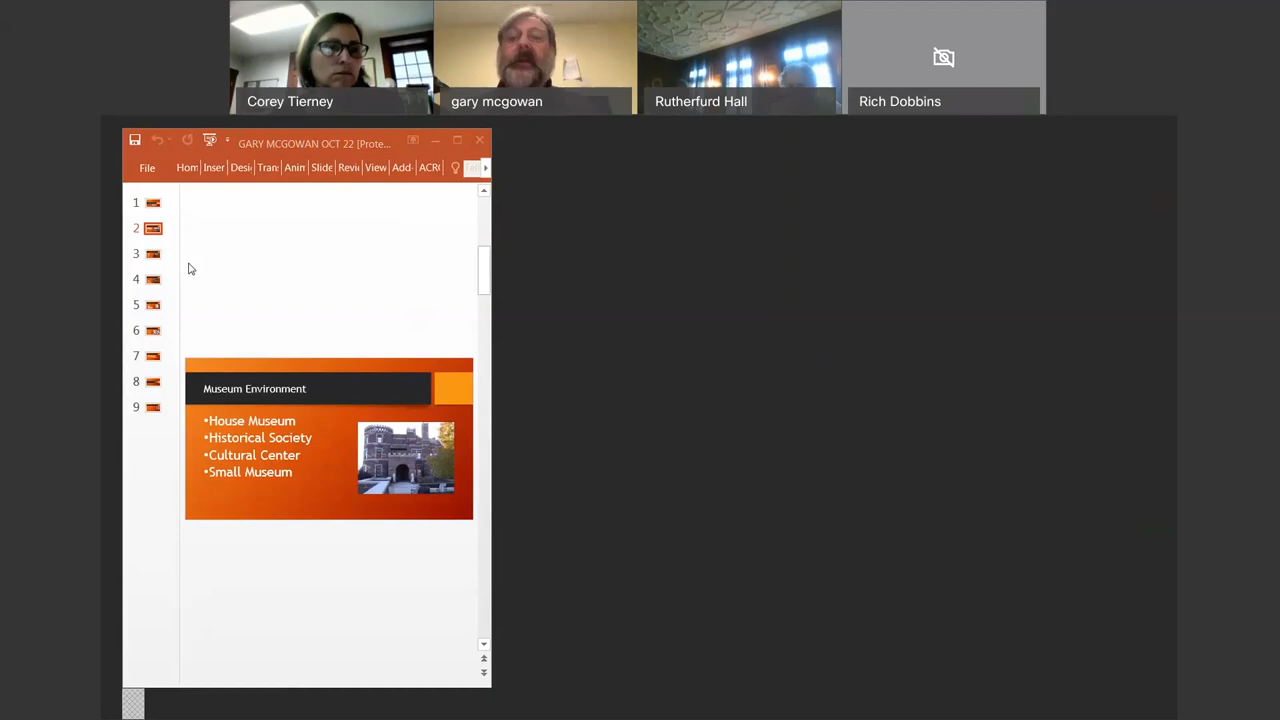 Corey Tierney
gary mcgowan
Rutherfurd Hall
Rich Dobbins
GARY MCGOWAN OCT 22 [Prote...
File Hom Inser Desi Tran Anin Slide Revi View Add- ACR
1
2
3
4
5
6
7
8
9
Museum Environment
•House Museum
•Historical Society
•Cultural Center
•Small Museum